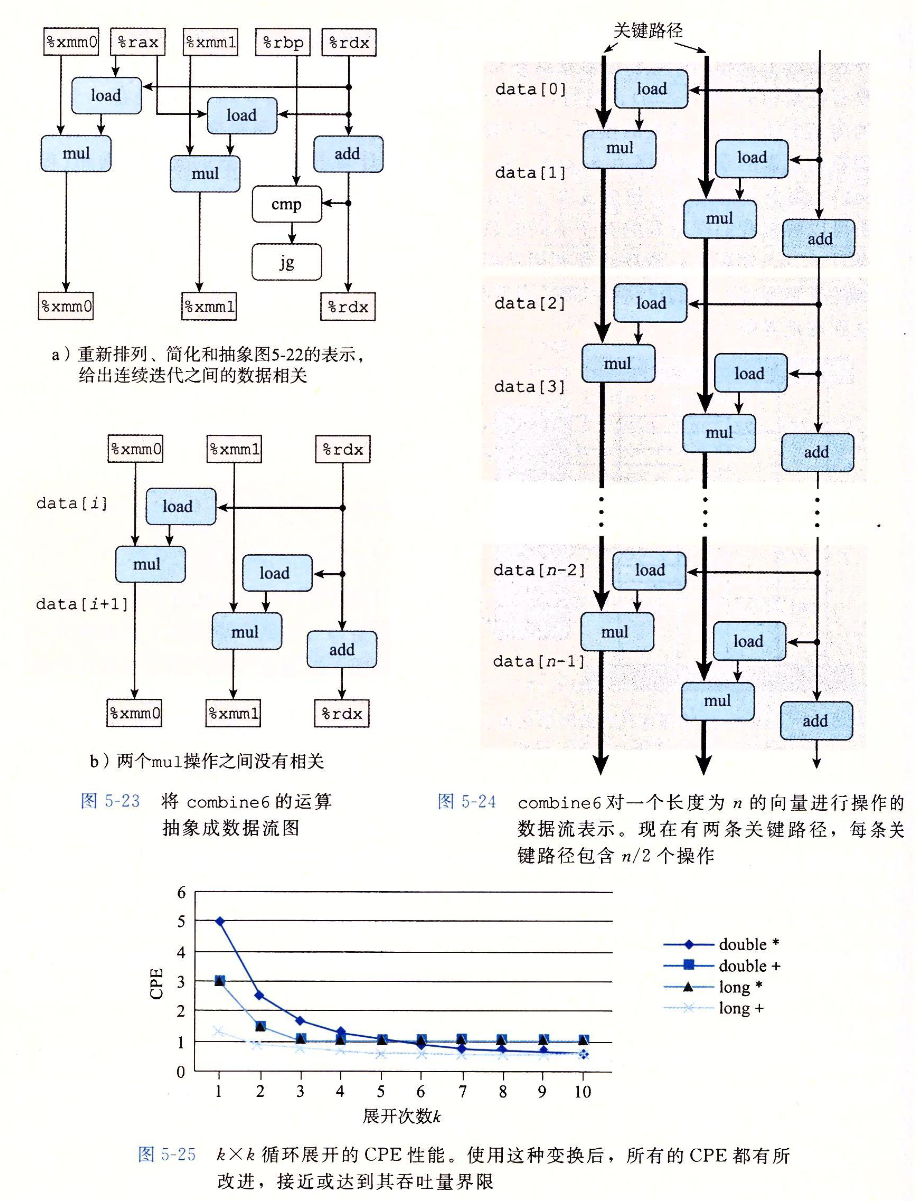 %xmm0 %rax %xmm1 %rbp %rdx
load
load
mul
mul
add
cmp
jg
%xmm0 %xmm1 %rdx
a）重新排列、简化和抽象图5-22的表示，
给出连续迭代之间的数据相关
%xmm0 %xmm1 %rdx
data[i]
load
mul
load
data[i+1]
mul
add
%xmm0 %xmm1 %rdx
b）两个mul操作之间没有相关
图 5-23 将 combine6 的运算
抽象成数据流图
关键路径
data[0]
load
mul
load
data[1]
mul
add
data[2]
load
mul
load
data[3]
mul
add
data[n-2]
load
mul
load
data[n-1]
mul
add
图 5-24 combine6 对一个长度为 n 的向量进行操作的
数据流表示。现在有两条关键路径，每条关
键路径包含 n/2 个操作
CPE
6
5
4
3
2
1
0
1 2 3 4 5 6 7 8 9 10
展开次数k
double *
double +
long *
long +
图 5-25 k×k 循环展开的 CPE 性能。使用这种变换后，所有的 CPE 都有所
改进，接近或达到其吞吐量界限